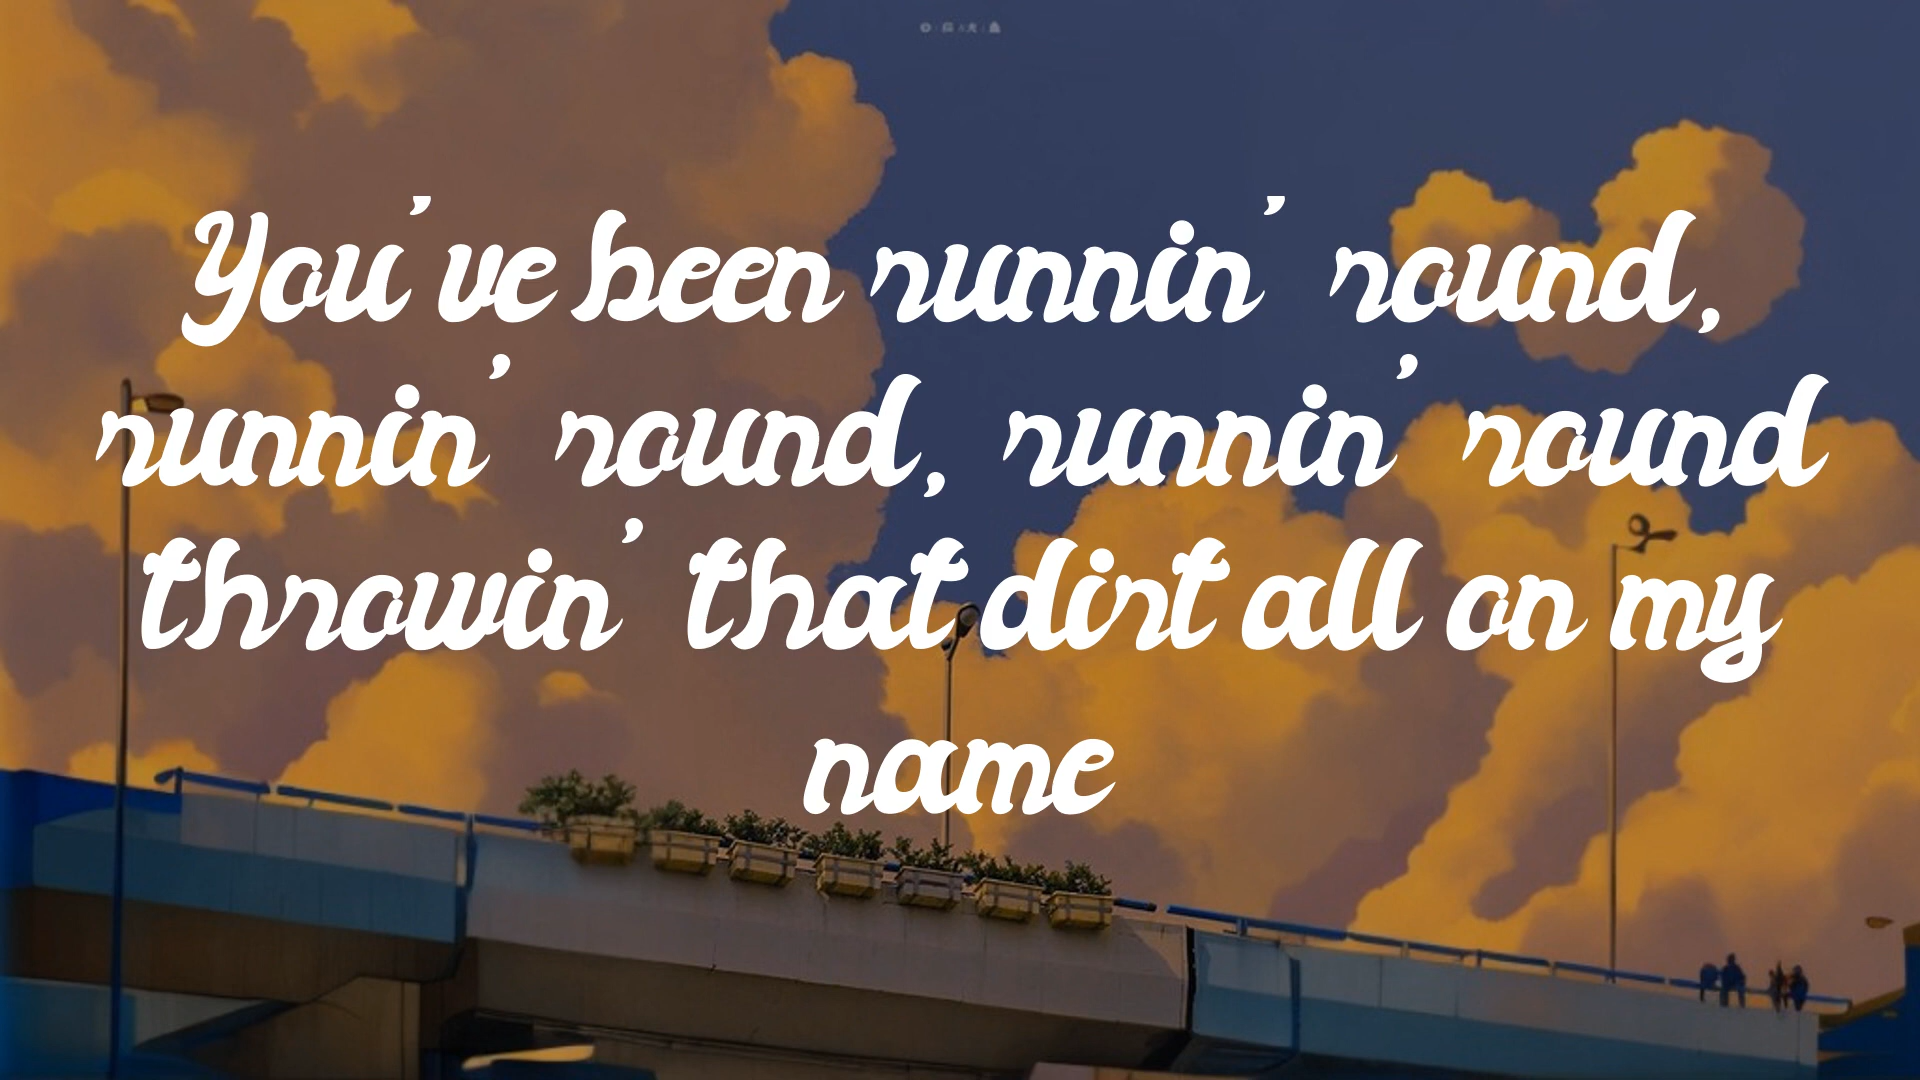 You've been runnin' round,
runnin' round, runnin' round
throwin' that dirt all on my
name